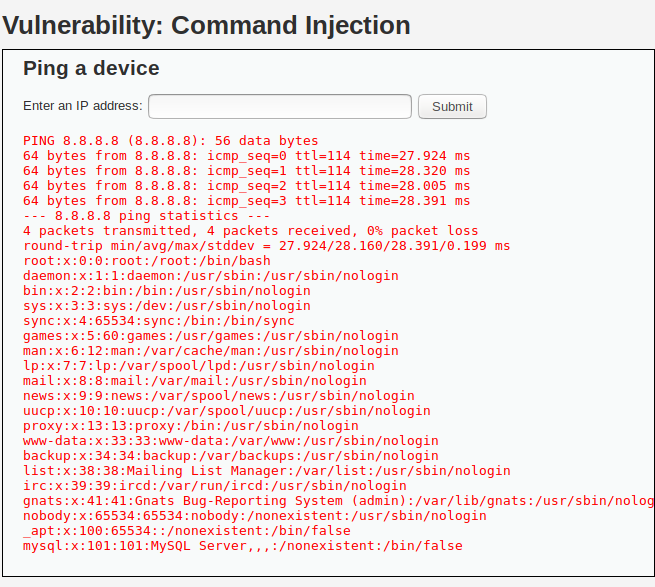 Vulnerability: Command Injection
Ping a device
Enter an IP address: Submit
PING 8.8.8.8 (8.8.8.8): 56 data bytes
64 bytes from 8.8.8.8: icmp_seq=0 ttl=114 time=27.924 ms
64 bytes from 8.8.8.8: icmp_seq=1 ttl=114 time=28.320 ms
64 bytes from 8.8.8.8: icmp_seq=2 ttl=114 time=28.005 ms
64 bytes from 8.8.8.8: icmp_seq=3 ttl=114 time=28.391 ms
--- 8.8.8.8 ping statistics ---
4 packets transmitted, 4 packets received, 0% packet loss
round-trip min/avg/max/stddev = 27.924/28.160/28.391/0.199 ms
root:x:0:0:root:/root:/bin/bash
daemon:x:1:1:daemon:/usr/sbin:/usr/sbin/nologin
bin:x:2:2:bin:/bin:/usr/sbin/nologin
sys:x:3:3:sys:/dev:/usr/sbin/nologin
sync:x:4:65534:sync:/bin:/bin/sync
games:x:5:60:games:/usr/games:/usr/sbin/nologin
man:x:6:12:man:/var/cache/man:/usr/sbin/nologin
lp:x:7:7:lp:/var/spool/lpd:/usr/sbin/nologin
mail:x:8:8:mail:/var/mail:/usr/sbin/nologin
news:x:9:9:news:/var/spool/news:/usr/sbin/nologin
uucp:x:10:10:uucp:/var/spool/uucp:/usr/sbin/nologin
proxy:x:13:13:proxy:/bin:/usr/sbin/nologin
www-data:x:33:33:www-data:/var/www:/usr/sbin/nologin
backup:x:34:34:backup:/var/backups:/usr/sbin/nologin
list:x:38:38:Mailing List Manager:/var/list:/usr/sbin/nologin
irc:x:39:39:ircd:/var/run/ircd:/usr/sbin/nologin
gnats:x:41:41:Gnats Bug-Reporting System (admin):/var/lib/gnats:/usr/sbin/nolog
nobody:x:65534:65534:nobody:/nonexistent:/usr/sbin/nologin
_apt:x:100:65534::/nonexistent:/bin/false
mysql:x:101:101:MySQL Server,,,:/nonexistent:/bin/false